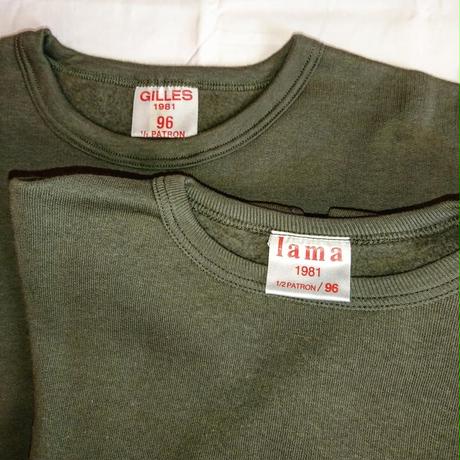 GILLES
1981
96
½ PATRON
lama
1981
1/2 PATRON / 96